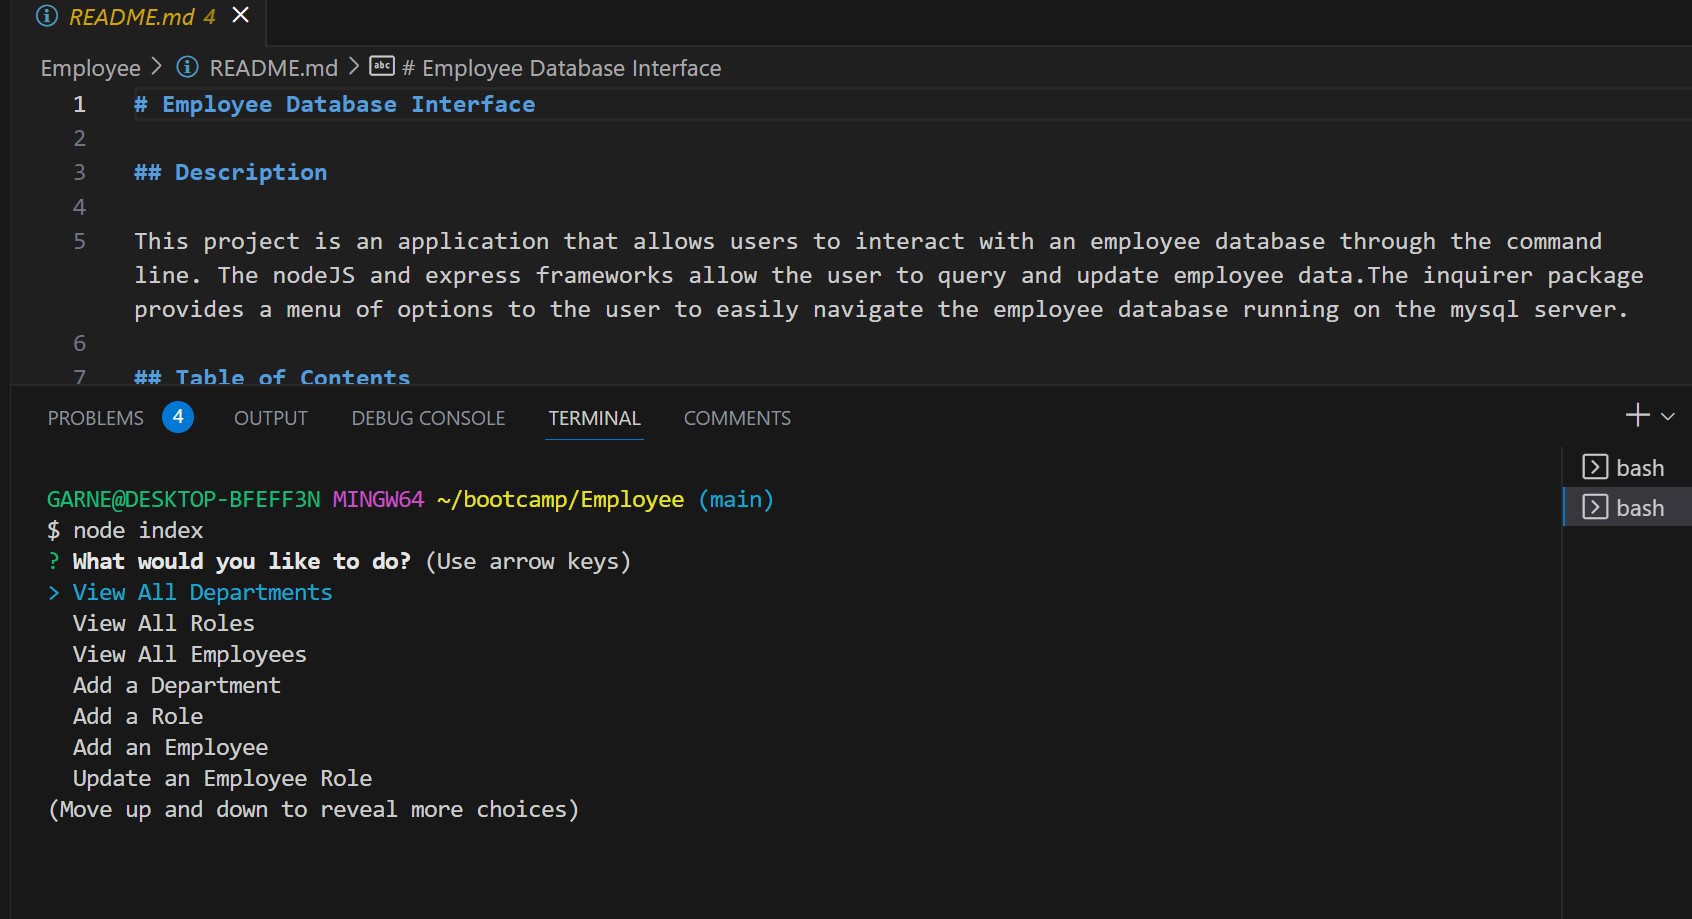 README.md 4
Employee > README.md > # Employee Database Interface
1 # Employee Database Interface
2
3 ## Description
4
5 This project is an application that allows users to interact with an employee database through the command
line. The nodeJS and express frameworks allow the user to query and update employee data.The inquirer package
provides a menu of options to the user to easily navigate the employee database running on the mysql server.
6
7 ## Table of Contents
PROBLEMS 4 OUTPUT DEBUG CONSOLE TERMINAL COMMENTS
bash
bash
GARNE@DESKTOP-BFEFF3N MINGW64 ~/bootcamp/Employee (main)
$ node index
? What would you like to do? (Use arrow keys)
> View All Departments
View All Roles
View All Employees
Add a Department
Add a Role
Add an Employee
Update an Employee Role
(Move up and down to reveal more choices)